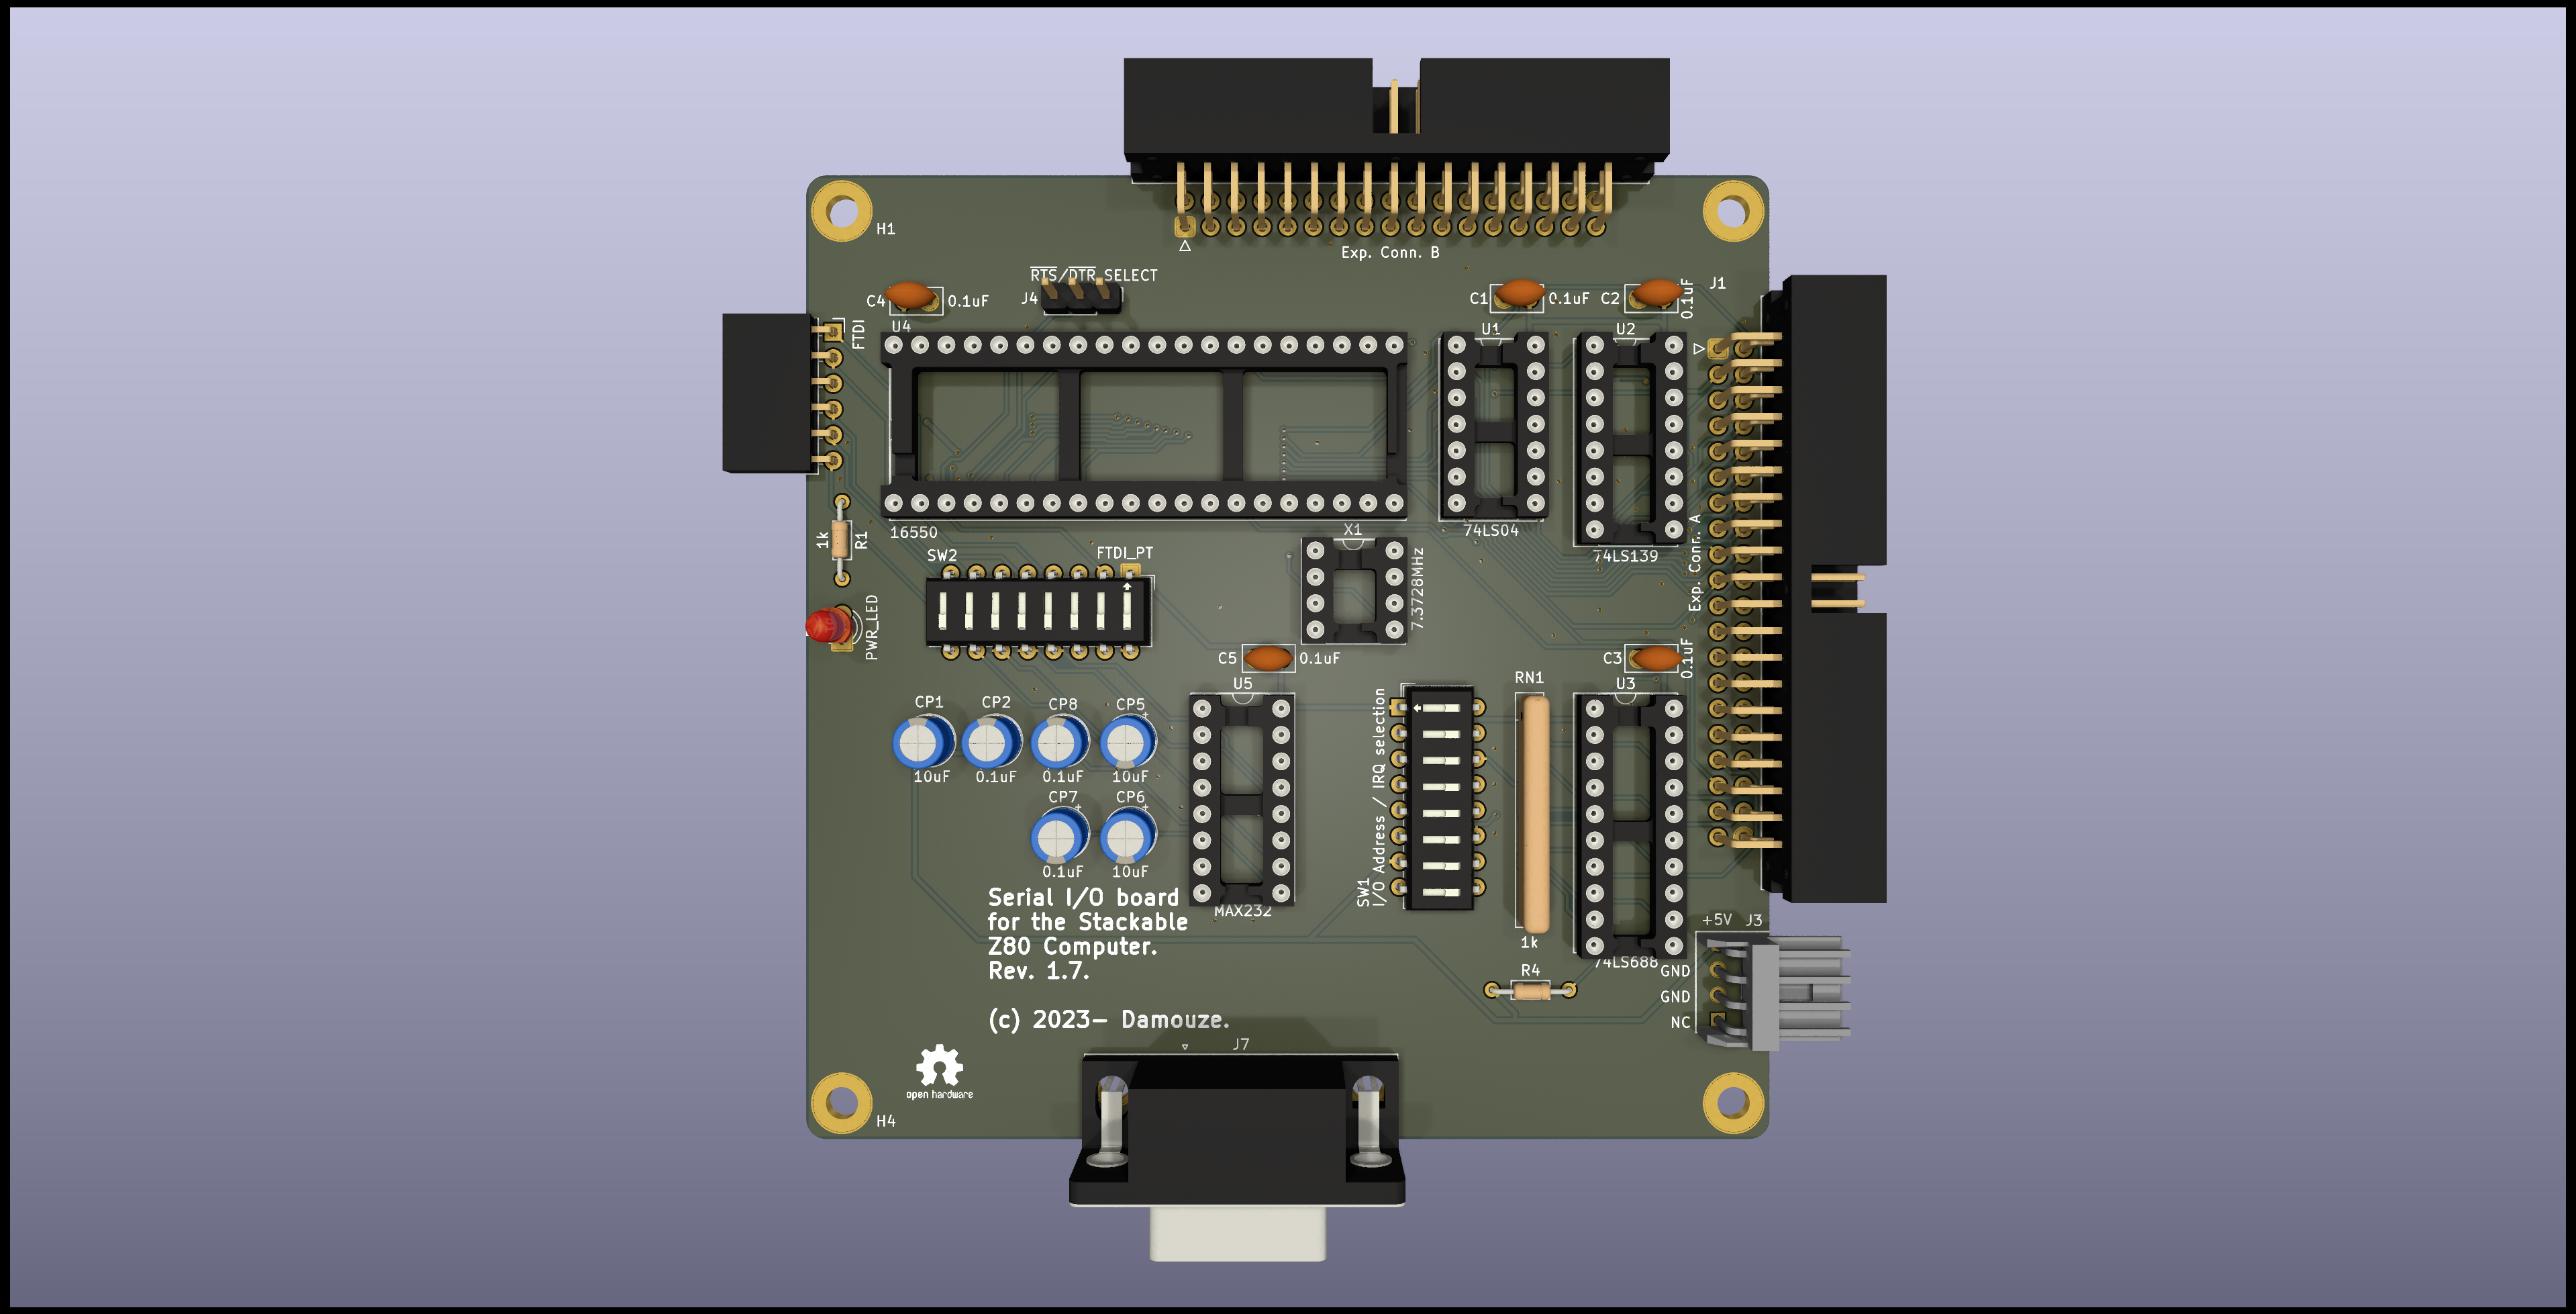 H1
Exp. Conn. B
RTS/DTR SELECT
J4
C4
0.1uF
C1
0.1uF
C2
0.1uF
J1
FTDI
U4
U1
U2
16550
X1
74LS04
74LS139
1k
R1
SW2
FTDI_PT
7.3728MHz
Exp. Conn. A
PWR_LED
C5
0.1uF
C3
0.1uF
U5
RN1
U3
CP1
CP2
CP8
CP5
10uF
0.1uF
0.1uF
10uF
CP7
CP6
0.1uF
10uF
SW1
I/O Address / IRQ selection
MAX232
Serial I/O board
for the Stackable
Z80 Computer.
Rev. 1.7.
+5V
J3
1k
74LS688
GND
R4
GND
NC
(c) 2023- Damouze.
J7
open hardware
H4